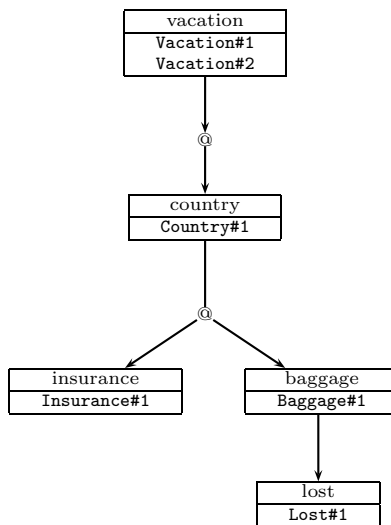 vacation
Vacation#1
Vacation#2
@
country
Country#1
@
insurance
Insurance#1
baggage
Baggage#1
lost
Lost#1